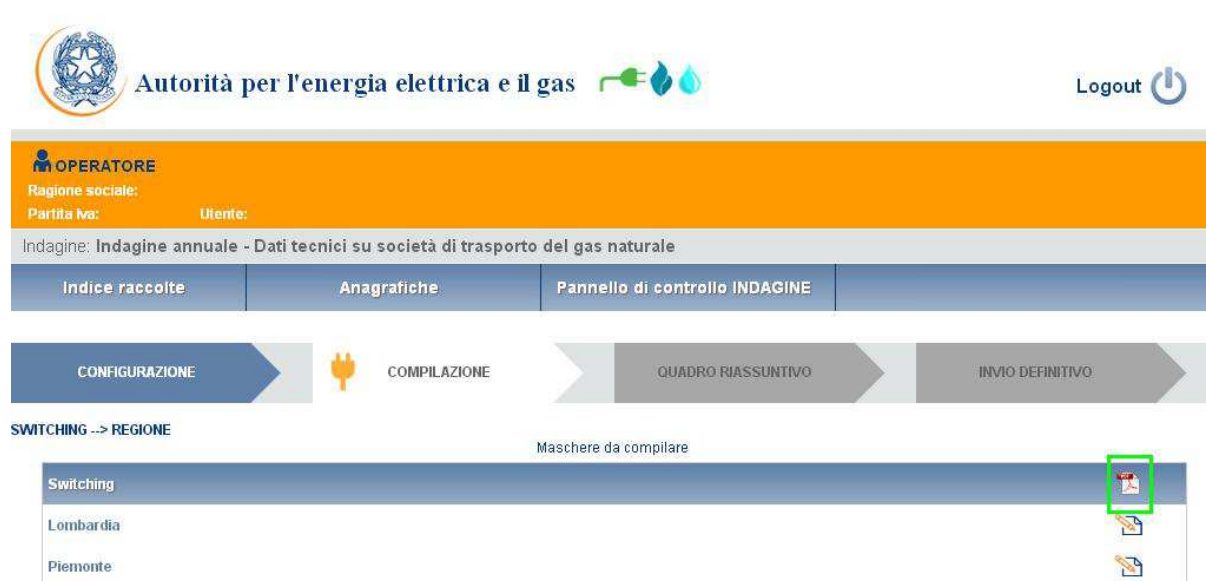 Autorità per l'energia elettrica e il gas
Logout
OPERATORE
Ragione sociale:
Partita Iva: Utente:
Indagine: Indagine annuale - Dati tecnici su società di trasporto del gas naturale
Indice raccolte Anagrafiche Pannello di controllo INDAGINE
CONFIGURAZIONE COMPILAZIONE QUADRO RIASSUNTIVO INVIO DEFINITIVO
SWITCHING --> REGIONE
Maschere da compilare
Switching
Lombardia
Piemonte